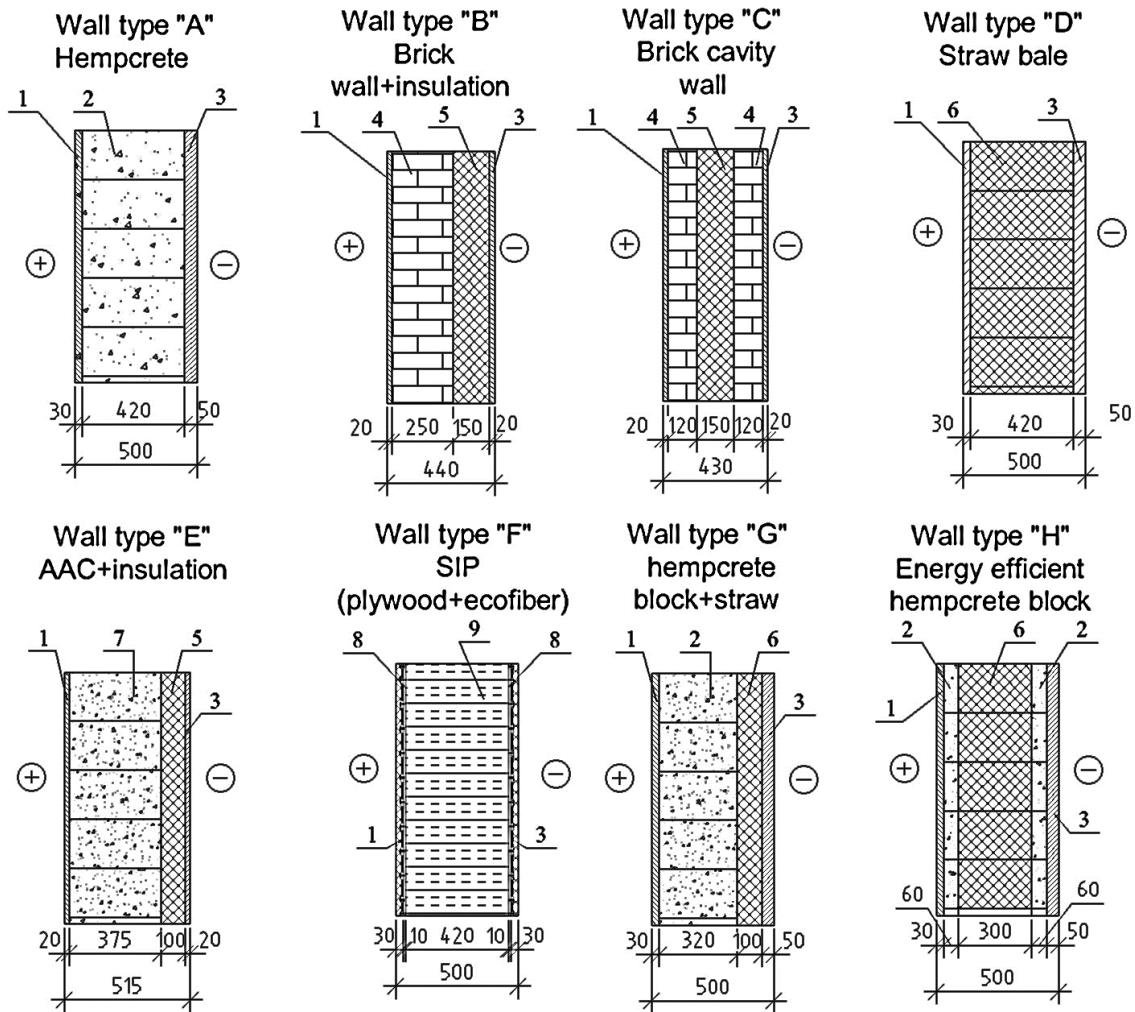 Wall type "A"
Hempcrete
1 2 3
+ −
30 420 50
500
Wall type "B"
Brick
wall+insulation
1 4 5 3
+ −
20 250 150 20
440
Wall type "C"
Brick cavity
wall
1 4 5 4 3
+ −
20 120 150 120 20
430
Wall type "D"
Straw bale
1 6 3
+ −
30 420 50
500
Wall type "E"
AAC+insulation
1 7 5
3
+ −
20 375 100 20
515
Wall type "F"
SIP
(plywood+ecofiber)
8 9 8
+ −
1 3
30 10 420 10 30
500
Wall type "G"
hempcrete
block+straw
1 2 6
3
+ −
30 320 100 50
500
Wall type "H"
Energy efficient
hempcrete block
2 6 2
1
+ −
3
60 60
30 300 50
500